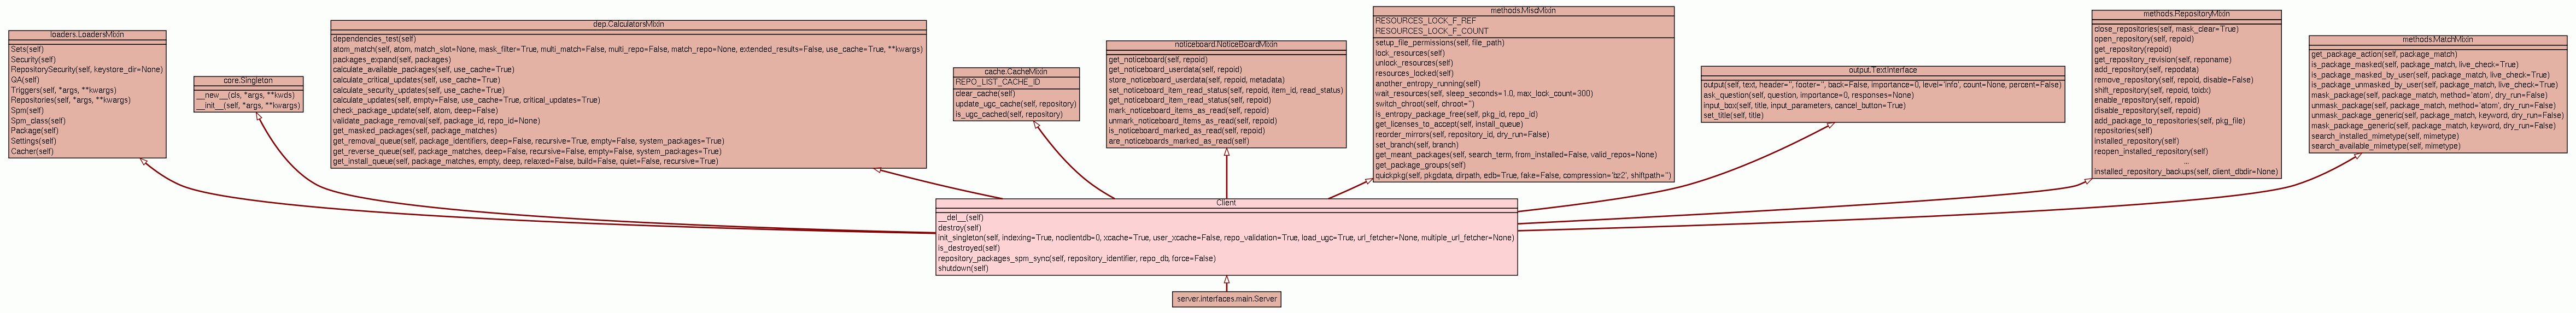 loaders.LoadersMixin
Sets(self)
Security(self)
RepositorySecurity(self, keystore_dir=None)
QA(self)
Triggers(self, *args, **kwargs)
Repositories(self, *args, **kwargs)
Spm(self)
Spm_class(self)
Package(self)
Settings(self)
Cacher(self)
core.Singleton
__new__(cls, *args, **kwds)
__init__(self, *args, **kwargs)
dep.CalculatorsMixin
dependencies_test(self)
atom_match(self, atom, match_slot=None, mask_filter=True, multi_match=False, multi_repo=False, match_repo=None, extended_results=False, use_cache=True, **kwargs)
packages_expand(self, packages)
calculate_available_packages(self, use_cache=True)
calculate_critical_updates(self, use_cache=True)
calculate_security_updates(self, use_cache=True)
calculate_updates(self, empty=False, use_cache=True, critical_updates=True)
check_package_update(self, atom, deep=False)
validate_package_removal(self, package_id, repo_id=None)
get_masked_packages(self, package_matches)
get_removal_queue(self, package_identifiers, deep=False, recursive=True, empty=False, system_packages=True)
get_reverse_queue(self, package_matches, deep=False, recursive=False, empty=False, system_packages=True)
get_install_queue(self, package_matches, empty, deep, relaxed=False, build=False, quiet=False, recursive=True)
cache.CacheMixin
REPO_LIST_CACHE_ID
clear_cache(self)
update_ugc_cache(self, repository)
is_ugc_cached(self, repository)
noticeboard.NoticeBoardMixin
get_noticeboard(self, repoid)
get_noticeboard_userdata(self, repoid)
store_noticeboard_userdata(self, repoid, metadata)
set_noticeboard_item_read_status(self, repoid, item_id, read_status)
get_noticeboard_item_read_status(self, repoid)
mark_noticeboard_items_as_read(self, repoid)
unmark_noticeboard_items_as_read(self, repoid)
is_noticeboard_marked_as_read(self, repoid)
are_noticeboards_marked_as_read(self)
methods.MiscMixin
RESOURCES_LOCK_F_REF
RESOURCES_LOCK_F_COUNT
setup_file_permissions(self, file_path)
lock_resources(self)
unlock_resources(self)
resources_locked(self)
another_entropy_running(self)
wait_resources(self, sleep_seconds=1.0, max_lock_count=300)
switch_chroot(self, chroot='')
is_entropy_package_free(self, pkg_id, repo_id)
get_licenses_to_accept(self, install_queue)
reorder_mirrors(self, repository_id, dry_run=False)
set_branch(self, branch)
get_meant_packages(self, search_term, from_installed=False, valid_repos=None)
get_package_groups(self)
quickpkg(self, pkgdata, dirpath, edb=True, fake=False, compression='bz2', shiftpath='')
output.TextInterface
output(self, text, header='', footer='', back=False, importance=0, level='info', count=None, percent=False)
ask_question(self, question, importance=0, responses=None)
input_box(self, title, input_parameters, cancel_button=True)
set_title(self, title)
methods.RepositoryMixin
close_repositories(self, mask_clear=True)
open_repository(self, repoid)
get_repository(repoid)
get_repository_revision(self, reponame)
add_repository(self, repodata)
remove_repository(self, repoid, disable=False)
shift_repository(self, repoid, toidx)
enable_repository(self, repoid)
disable_repository(self, repoid)
add_package_to_repositories(self, pkg_file)
repositories(self)
installed_repository(self)
reopen_installed_repository(self)
...
installed_repository_backups(self, client_dbdir=None)
methods.MatchMixin
get_package_action(self, package_match)
is_package_masked(self, package_match, live_check=True)
is_package_masked_by_user(self, package_match, live_check=True)
is_package_unmasked_by_user(self, package_match, live_check=True)
mask_package(self, package_match, method='atom', dry_run=False)
unmask_package(self, package_match, method='atom', dry_run=False)
unmask_package_generic(self, package_match, keyword, dry_run=False)
mask_package_generic(self, package_match, keyword, dry_run=False)
search_installed_mimetype(self, mimetype)
search_available_mimetype(self, mimetype)
Client
__del__(self)
destroy(self)
init_singleton(self, indexing=True, noclientdb=0, xcache=True, user_xcache=False, repo_validation=True, load_ugc=True, url_fetcher=None, multiple_url_fetcher=None)
is_destroyed(self)
repository_packages_spm_sync(self, repository_identifier, repo_db, force=False)
shutdown(self)
server.interfaces.main.Server